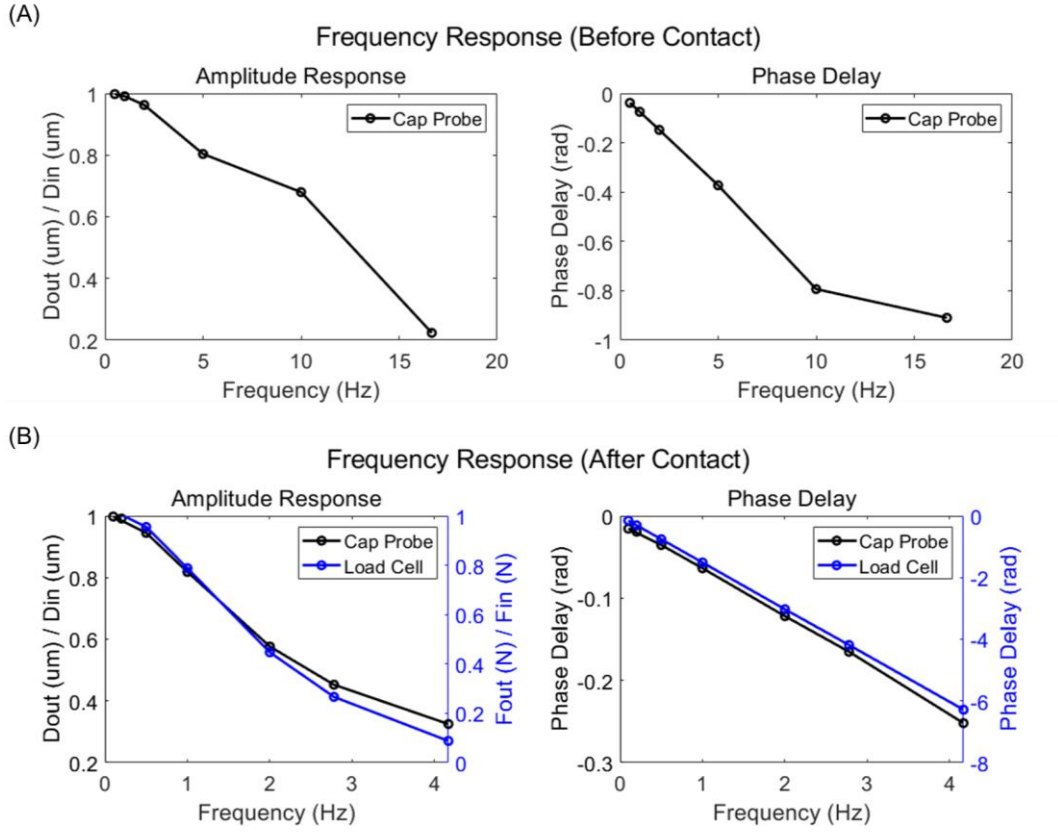 (A)
Frequency Response (Before Contact)
Amplitude Response
Phase Delay
1
0.8
0.6
0.4
0.2
0
5
10
15
20
Dout (um) / Din (um)
Frequency (Hz)
Cap Probe
0
-0.2
-0.4
-0.6
-0.8
-1
0
5
10
15
20
Phase Delay (rad)
Frequency (Hz)
Cap Probe
(B)
Frequency Response (After Contact)
Amplitude Response
Phase Delay
1
0.8
0.6
0.4
0.2
0
1
2
3
4
Dout (um) / Din (um)
Frequency (Hz)
Cap Probe
Load Cell
1
0.8
0.6
0.4
0.2
0
Fout (N) / Fin (N)
0
-0.1
-0.2
-0.3
0
1
2
3
4
Phase Delay (rad)
Frequency (Hz)
Cap Probe
Load Cell
0
-2
-4
-6
-8
Phase Delay (rad)